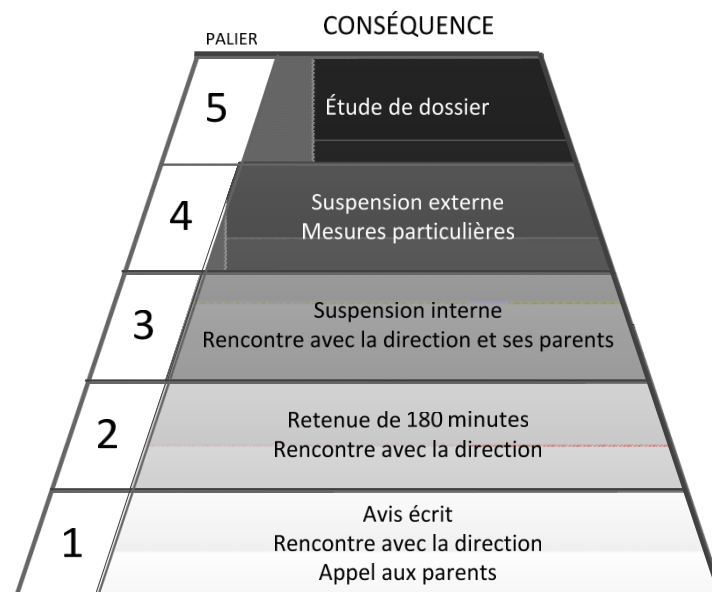 PALIER CONSÉQUENCE
5 Étude de dossier
4 Suspension externe
Mesures particulières
3 Suspension interne
Rencontre avec la direction et ses parents
2 Retenue de 180 minutes
Rencontre avec la direction
1 Avis écrit
Rencontre avec la direction
Appel aux parents